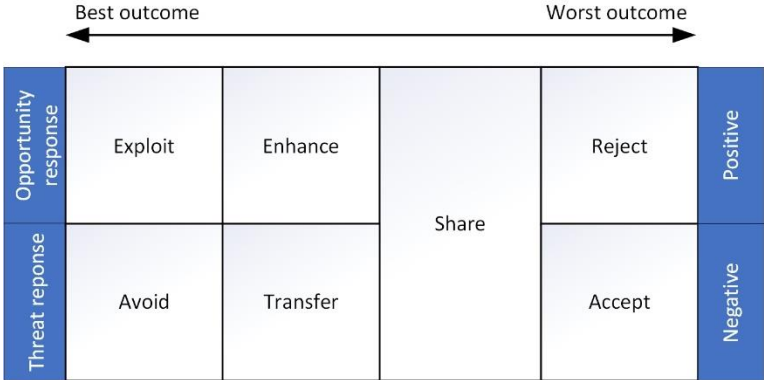 Best outcome Worst outcome
Opportunity
response
Exploit Enhance Share Reject Positive
Threat reponse
Avoid Transfer Accept Negative